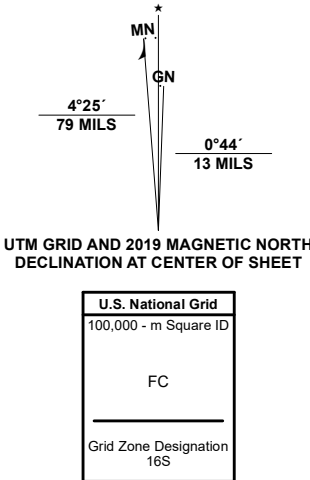 MN
GN
4°25´
79 MILS
0°44´
13 MILS
UTM GRID AND 2019 MAGNETIC NORTH
DECLINATION AT CENTER OF SHEET
U.S. National Grid
100,000 - m Square ID
FC
Grid Zone Designation
16S